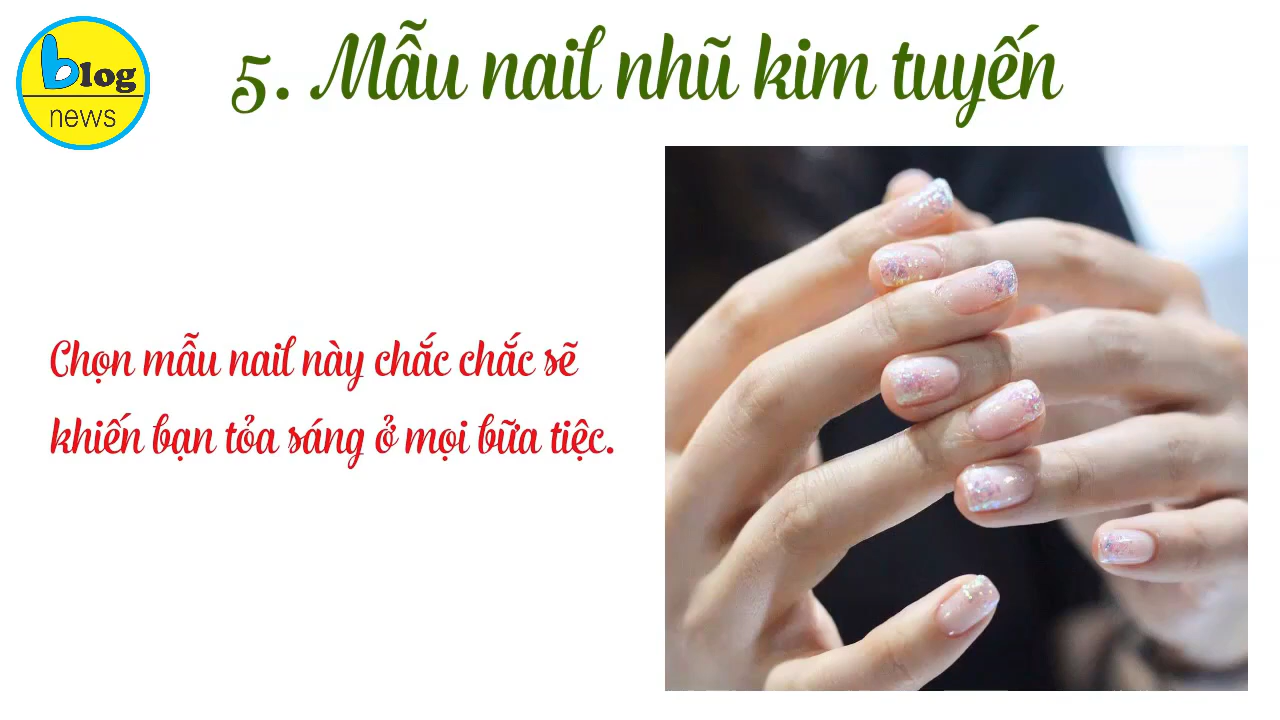 blog
news
5. Mẫu nail nhũ kim tuyến
Chọn mẫu nail này chắc chắc sẽ
khiến bạn tỏa sáng ở mọi bữa tiệc.